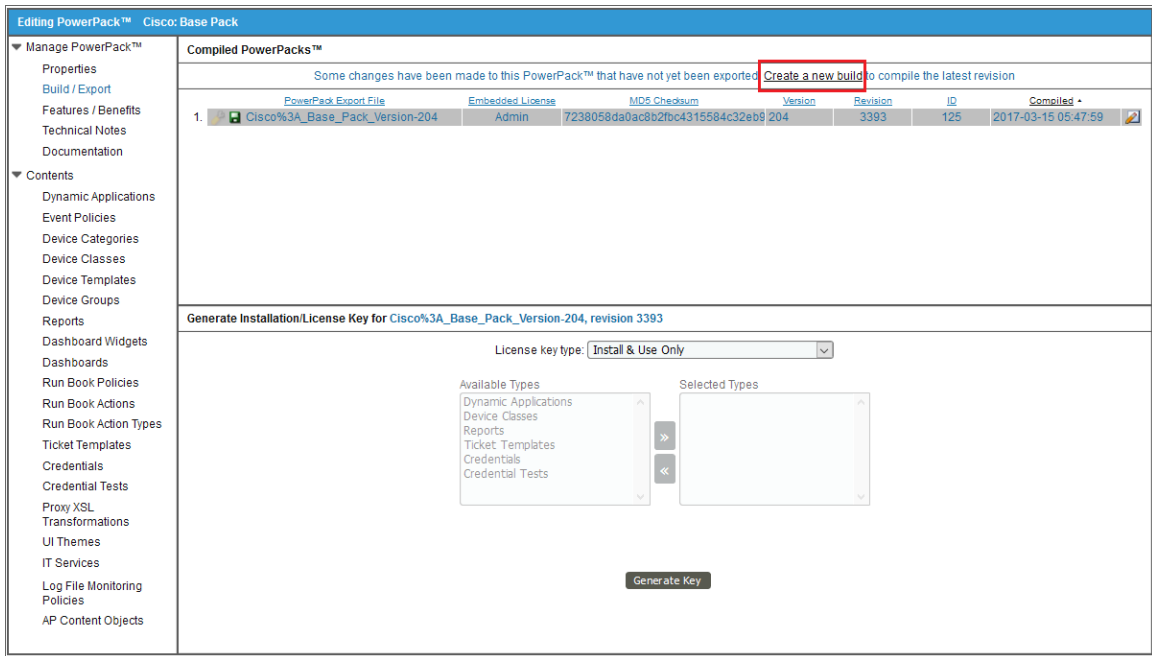 Editing PowerPack™ Cisco: Base Pack
Manage PowerPack™
Properties
Build / Export
Features / Benefits
Technical Notes
Documentation
Contents
Dynamic Applications
Event Policies
Device Categories
Device Classes
Device Templates
Device Groups
Reports
Dashboard Widgets
Dashboards
Run Book Policies
Run Book Actions
Run Book Action Types
Ticket Templates
Credentials
Credential Tests
Proxy XSL
Transformations
UI Themes
IT Services
Log File Monitoring
Policies
AP Content Objects
Compiled PowerPacks™
Some changes have been made to this PowerPack™ that have not yet been exported Create a new build to compile the latest revision
PowerPack Export File Embedded License MD5 Checksum Version Revision ID Compiled
1. Cisco%3A_Base_Pack_Version-204 Admin 7238058da0ac8b2fbc4315584c32eb9 204 3393 125 2017-03-15 05:47:59
Generate Installation/License Key for Cisco%3A_Base_Pack_Version-204, revision 3393
License key type: Install & Use Only
Available Types Selected Types
Dynamic Applications
Device Classes
Reports
Ticket Templates
Credentials
Credential Tests
»
«
Generate Key